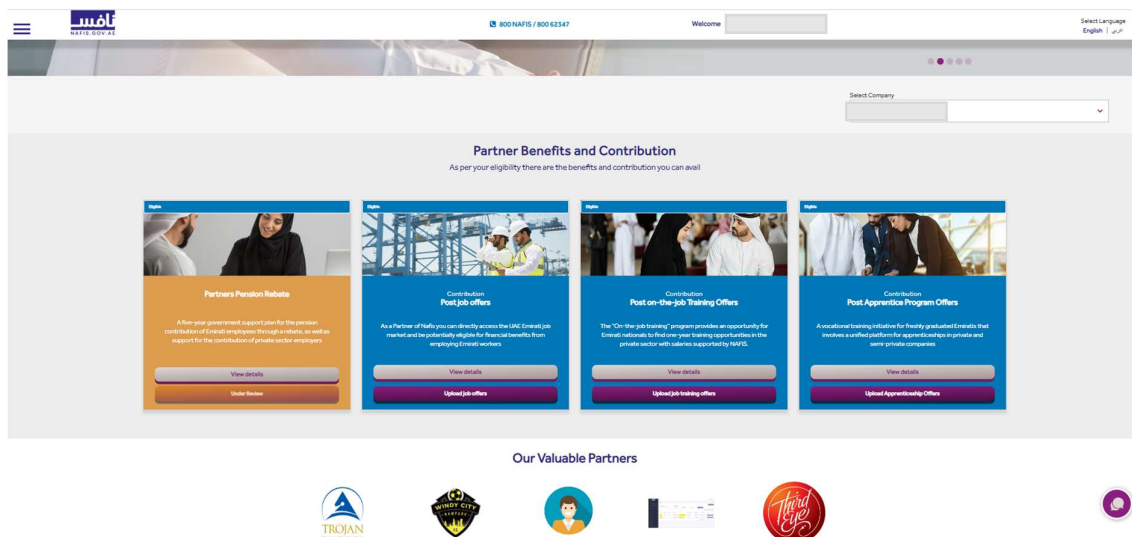 نافس
NAFIS.GOV.AE
800 NAFIS / 800 62347
Welcome
Select Language
English | عربي
Select Company
Partner Benefits and Contribution
As per your eligibility there are the benefits and contribution you can avail
Eligible
Partners Pension Rebate
A five-year government support plan for the pension
contribution of Emirati employees through a rebate, as well as
support for the contribution of private sector employers
View details
Under Review
Eligible
Contribution
Post job offers
As a Partner of Nafis you can directly access the UAE Emirati job
market and be potentially eligible for financial benefits from
employing Emirati workers
View details
Upload job offers
Eligible
Contribution
Post on-the-job Training Offers
The "On-the-job training" program provides an opportunity for
Emirati nationals to find one-year training opportunities in the
private sector with salaries supported by NAFIS.
View details
Upload job training offers
Eligible
Contribution
Post Apprentice Program Offers
A vocational training initiative for freshly graduated Emiratis that
involves a unified platform for apprenticeships in private and
semi-private companies
View details
Upload Apprenticeship Offers
Our Valuable Partners
TROJAN
WINDY CITY
RAMPAGE
Third
Eye